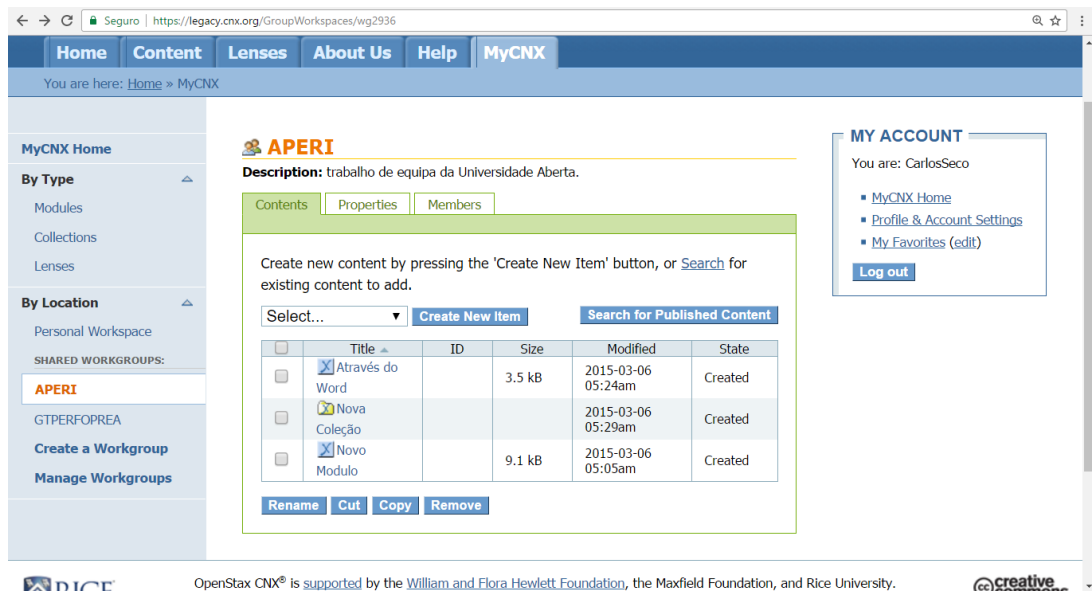 Seguro | https://legacy.cnx.org/GroupWorkspaces/wg2936
Home Content Lenses About Us Help MyCNX
You are here: Home » MyCNX
MyCNX Home
By Type
Modules
Collections
Lenses
By Location
Personal Workspace
SHARED WORKGROUPS:
APERI
GTPERFOPREA
Create a Workgroup
Manage Workgroups
APERI
Description: trabalho de equipa da Universidade Aberta.
Contents Properties Members
Create new content by pressing the 'Create New Item' button, or Search for
existing content to add.
Select... Create New Item Search for Published Content
Title ID Size Modified State
Através do
Word
3.5 kB
2015-03-06
05:24am
Created
Nova
Coleção
2015-03-06
05:29am
Created
Novo
Modulo
9.1 kB
2015-03-06
05:05am
Created
Rename Cut Copy Remove
MY ACCOUNT
You are: CarlosSeco
MyCNX Home
Profile & Account Settings
My Favorites (edit)
Log out
RICE
OpenStax CNX® is supported by the William and Flora Hewlett Foundation, the Maxfield Foundation, and Rice University.
cc creative
commons